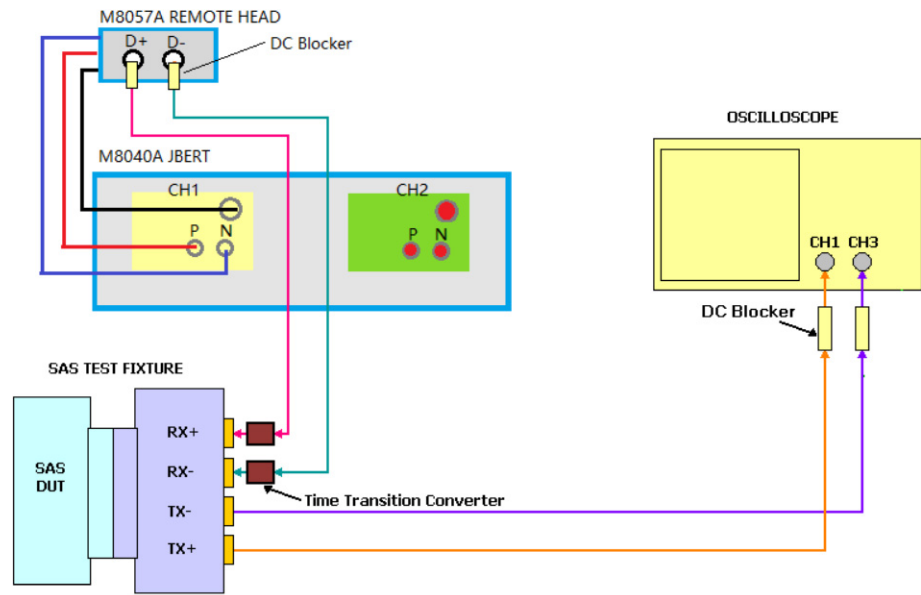 M8057A REMOTE HEAD
D+ D-
DC Blocker
M8040A JBERT
CH1
P N
CH2
P N
OSCILLOSCOPE
CH1 CH3
DC Blocker
SAS TEST FIXTURE
SAS
DUT
RX+
RX-
TX-
TX+
Time Transition Converter